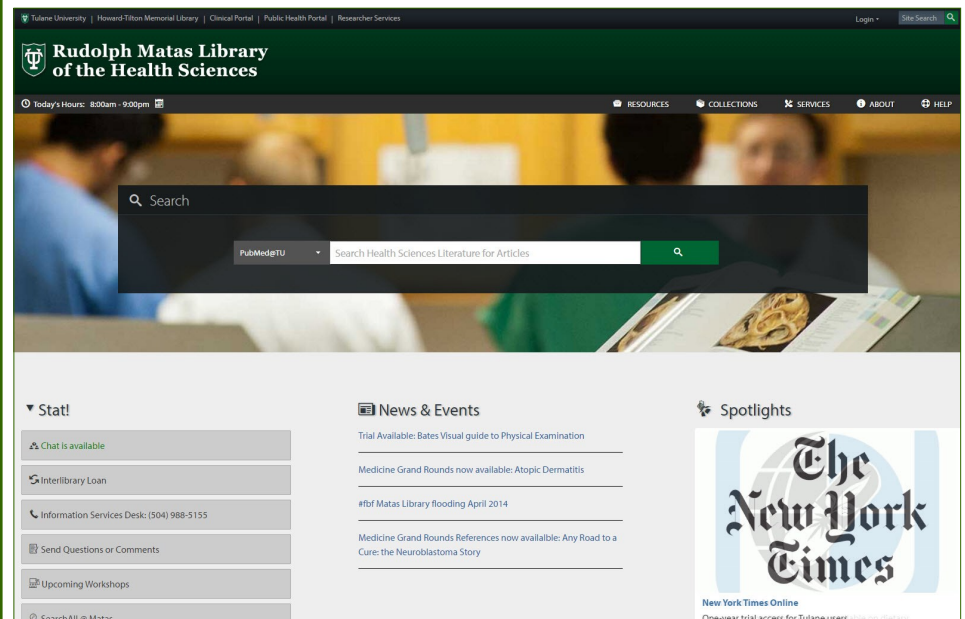 Tulane University | Howard-Tilton Memorial Library | Clinical Portal | Public Health Portal | Researcher Services
Login
Site Search
Rudolph Matas Library
of the Health Sciences
Today's Hours: 8:00am - 9:00pm
RESOURCES
COLLECTIONS
SERVICES
ABOUT
HELP
Search
PubMed@TU
Search Health Sciences Literature for Articles
Stat!
Chat is available
Interlibrary Loan
Information Services Desk: (504) 988-5155
Send Questions or Comments
Upcoming Workshops
SearchAll @ Matas
News & Events
Trial Available: Bates Visual guide to Physical Examination
Medicine Grand Rounds now available: Atopic Dermatitis
#fbf Matas Library flooding April 2014
Medicine Grand Rounds References now availalble: Any Road to a
Cure: the Neuroblastoma Story
Spotlights
The
New York
Times
New York Times Online
One-year trial access for Tulane users